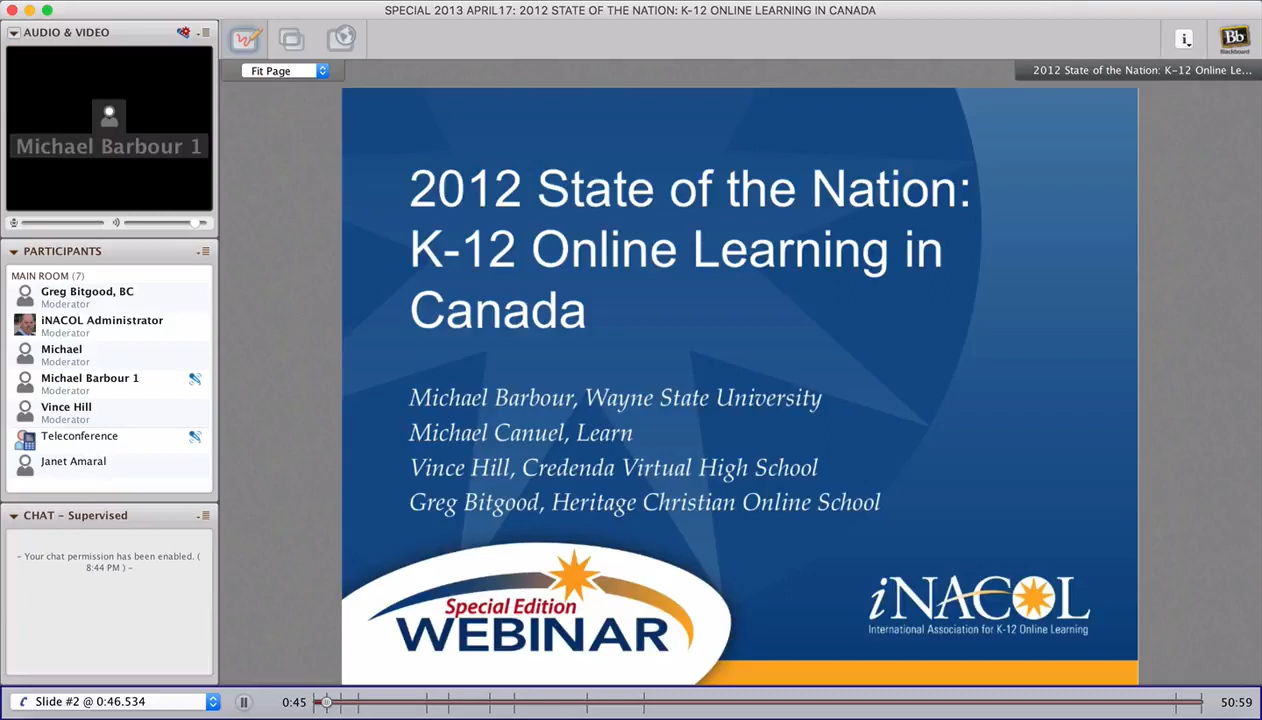 SPECIAL 2013 APRIL17: 2012 STATE OF THE NATION: K-12 ONLINE LEARNING IN CANADA
AUDIO & VIDEO
Michael Barbour 1
PARTICIPANTS
MAIN ROOM (7)
Greg Bitgood, BC
Moderator
iNACOL Administrator
Moderator
Michael
Moderator
Michael Barbour 1
Moderator
Vince Hill
Moderator
Teleconference
Janet Amaral
CHAT – Supervised
– Your chat permission has been enabled. (
8:44 PM ) –
Fit Page
i
Bb
Blackboard
2012 State of the Nation: K-12 Online Le...
2012 State of the Nation:
K-12 Online Learning in
Canada
Michael Barbour, Wayne State University
Michael Canuel, Learn
Vince Hill, Credenda Virtual High School
Greg Bitgood, Heritage Christian Online School
Special Edition
WEBINAR
iNACOL
International Association for K-12 Online Learning
Slide #2 @ 0:46.534
0:45
50:59